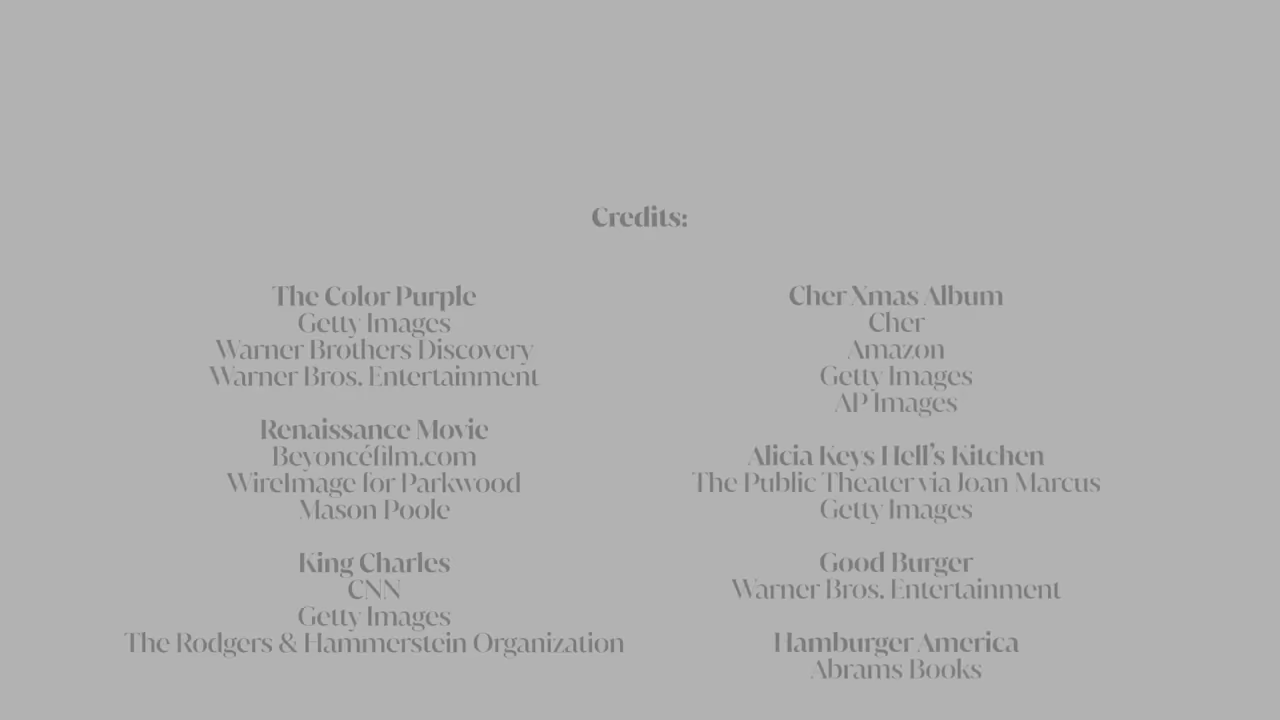 Credits:
The Color Purple
Getty Images
Warner Brothers Discovery
Warner Bros. Entertainment
Renaissance Movie
Beyoncéfilm.com
WireImage for Parkwood
Mason Poole
King Charles
CNN
Getty Images
The Rodgers & Hammerstein Organization
Cher Xmas Album
Cher
Amazon
Getty Images
AP Images
Alicia Keys Hell's Kitchen
The Public Theater via Joan Marcus
Getty Images
Good Burger
Warner Bros. Entertainment
Hamburger America
Abrams Books